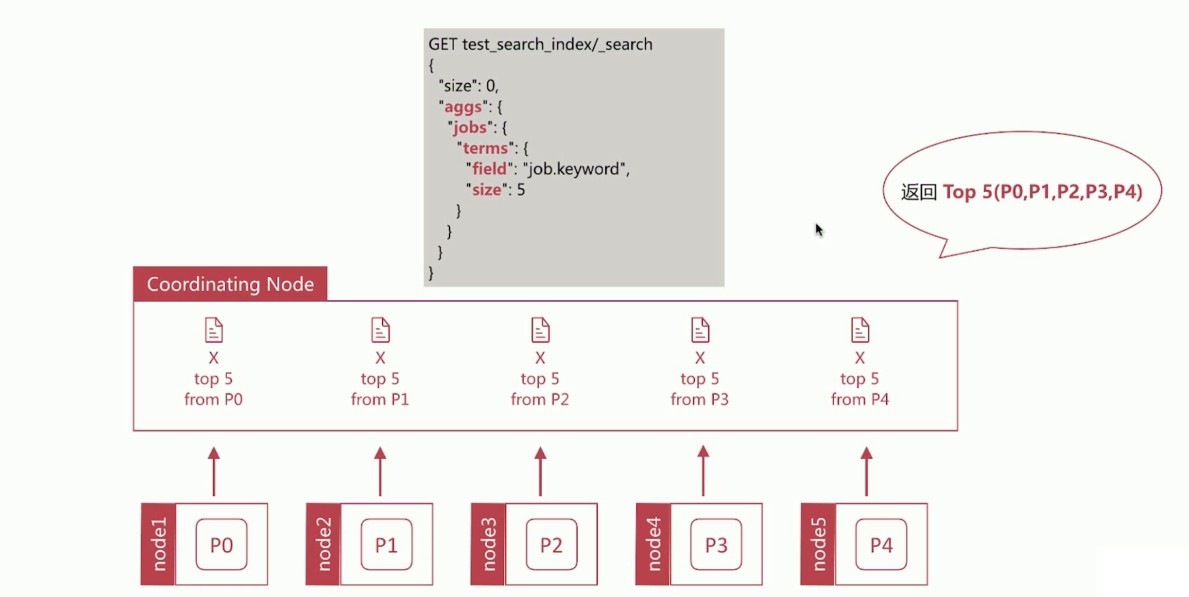 GET test_search_index/_search
{
"size": 0,
"aggs": {
"jobs": {
"terms": {
"field": "job.keyword",
"size": 5
}
}
}
}
返回 Top 5(P0,P1,P2,P3,P4)
Coordinating Node
X
top 5
from P0
X
top 5
from P1
X
top 5
from P2
X
top 5
from P3
X
top 5
from P4
node1
P0
node2
P1
node3
P2
node4
P3
node5
P4